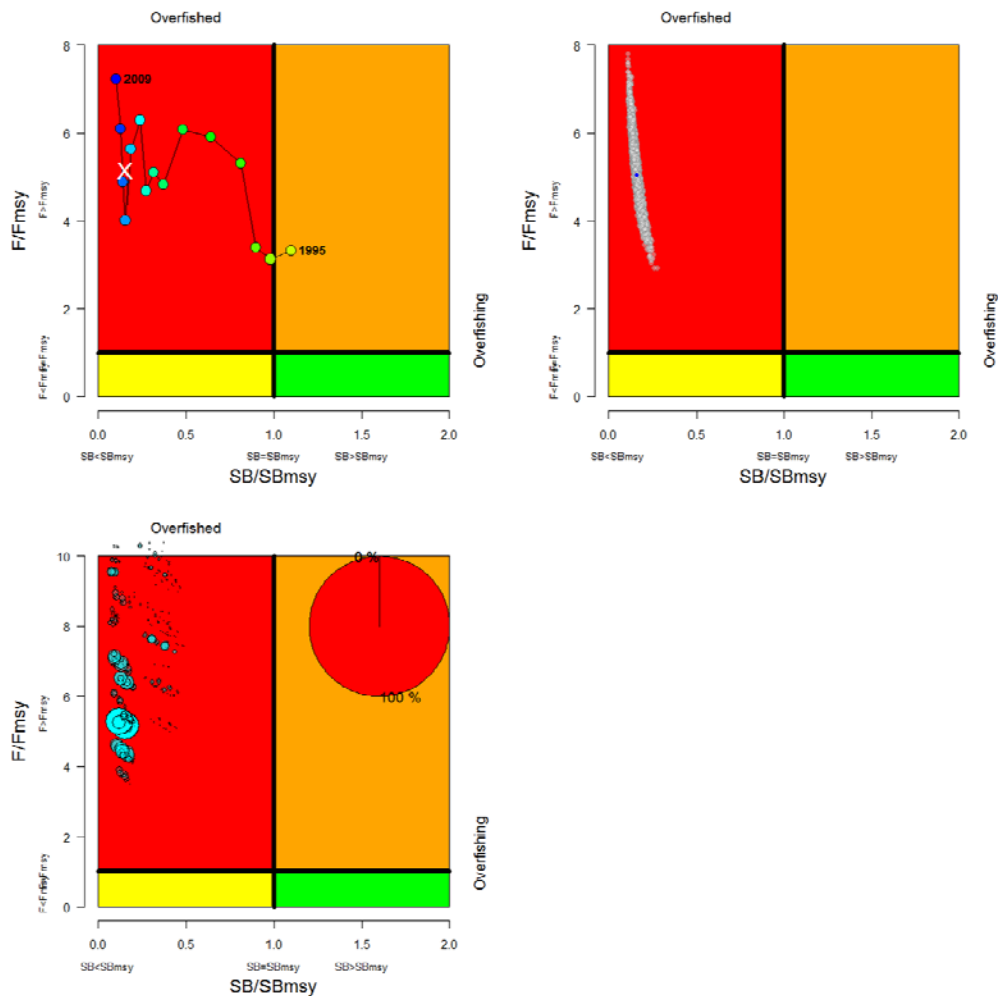 Overfished
8
2009
6
F/Fmsy
F>Fmsy
4
1995
2
Overfishing
0
0.0 0.5 1.0 1.5 2.0
SB<SBmsy SB=SBmsy SB>SBmsy
SB/SBmsy
Overfished
8
6
F/Fmsy
F>Fmsy
4
2
Overfishing
0
0.0 0.5 1.0 1.5 2.0
SB<SBmsy SB=SBmsy SB>SBmsy
SB/SBmsy
Overfished
10
0 %
8
6
100 %
F/Fmsy
F>Fmsy
4
2
Overfishing
0
0.0 0.5 1.0 1.5 2.0
SB<SBmsy SB=SBmsy SB>SBmsy
SB/SBmsy